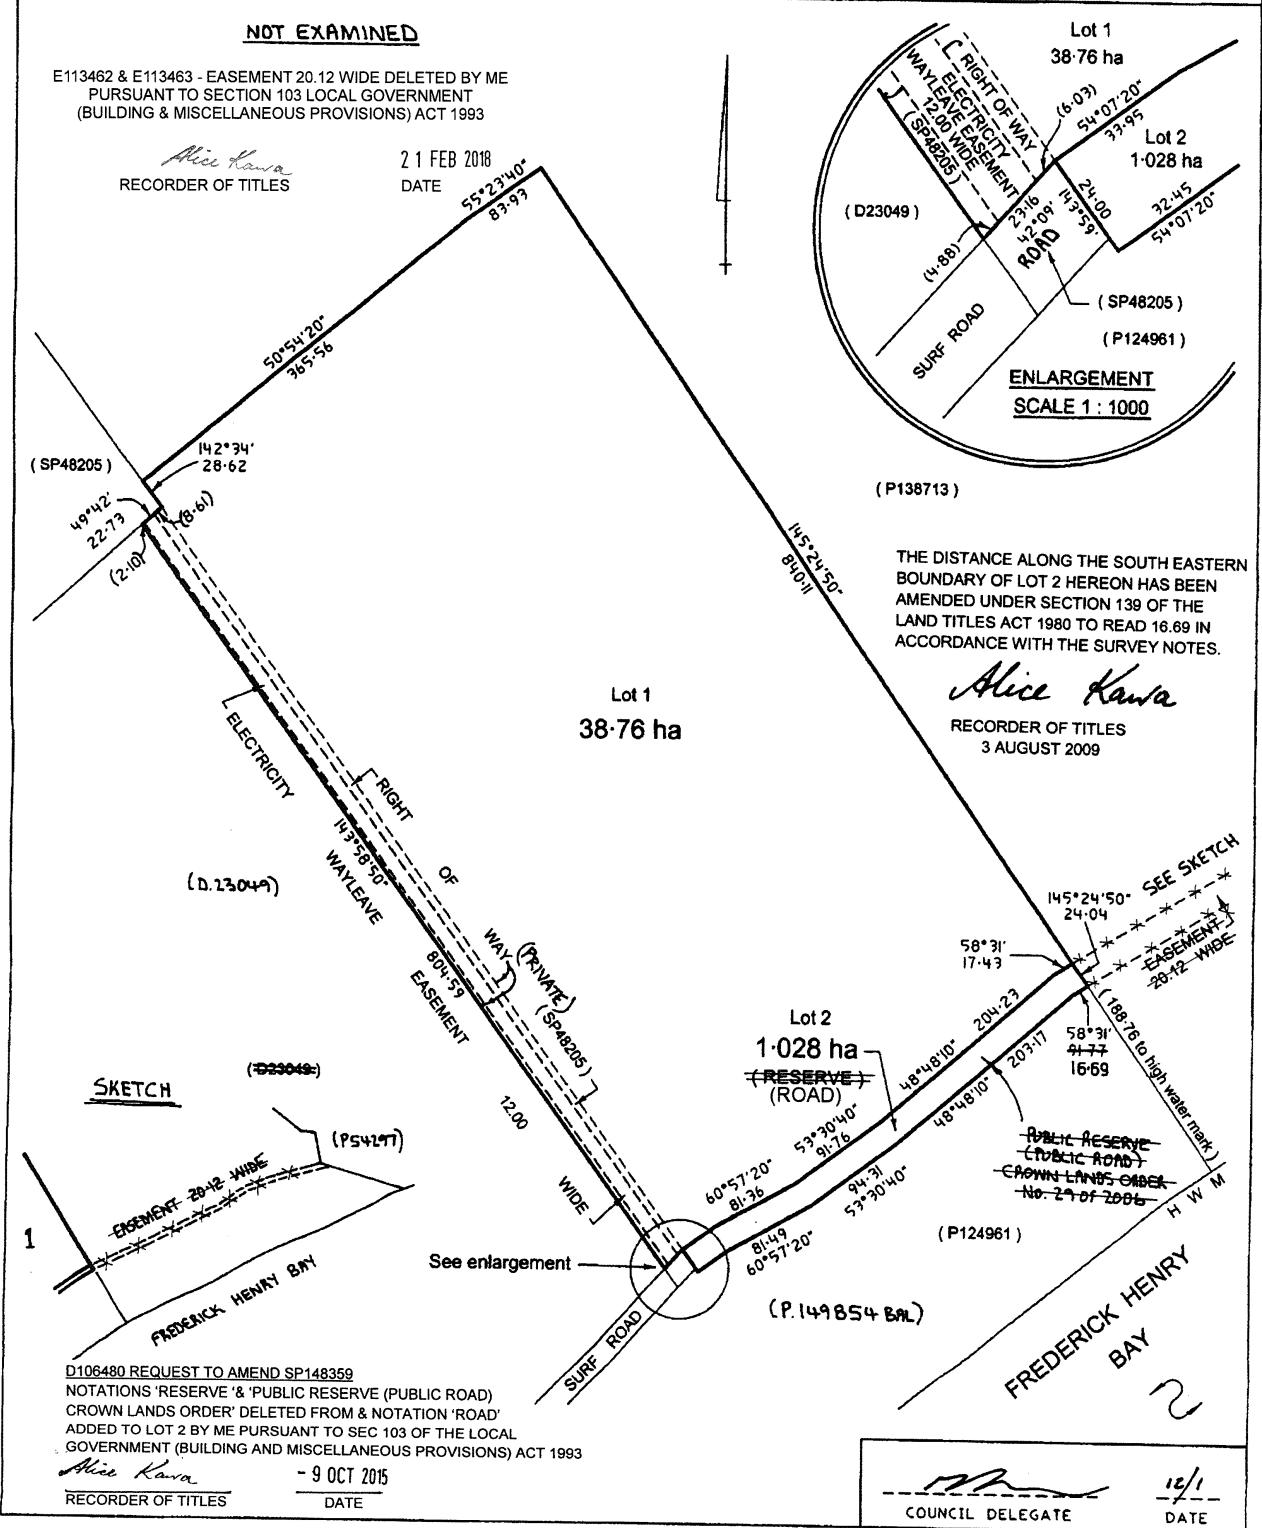 NOT EXAMINED
E113462 & E113463 - EASEMENT 20.12 WIDE DELETED BY ME
PURSUANT TO SECTION 103 LOCAL GOVERNMENT
(BUILDING & MISCELLANEOUS PROVISIONS) ACT 1993
Alice Kawa
RECORDER OF TITLES
21 FEB 2018
DATE
Lot 1
38·76 ha
RIGHT OF WAY
ELECTRICITY
WAYLEAVE EASEMENT
12.00 WIDE
(SP48205)
(6·03)
54°07'20"
33·95
Lot 2
1·028 ha
24·00
143°59'
32·45
54°07'20"
(D23049)
23·16
42°09'
ROAD
(4·88)
(SP48205)
(P124961)
SURF ROAD
ENLARGEMENT
SCALE 1 : 1000
55°23'40"
83·93
50°54'20"
365·56
(SP48205)
142°34'
28·62
49°42'
22·73
(8·61)
(2·10)
(P138713)
145°24'50"
840·11
THE DISTANCE ALONG THE SOUTH EASTERN
BOUNDARY OF LOT 2 HEREON HAS BEEN
AMENDED UNDER SECTION 139 OF THE
LAND TITLES ACT 1980 TO READ 16.69 IN
ACCORDANCE WITH THE SURVEY NOTES.
Alice Kawa
RECORDER OF TITLES
3 AUGUST 2009
Lot 1
38·76 ha
ELECTRICITY
WAYLEAVE
EASEMENT
12.00
WIDE
RIGHT
OF
WAY
(PRIVATE)
(SP48205)
143°58'50"
804·59
(D.23049)
SEE SKETCH
145°24'50"
24·04
EASEMENT
20·12 WIDE
58°31'
17·43
(188·76 to high water mark)
58°31'
91·77
16·69
Lot 2
1·028 ha
(RESERVE)
(ROAD)
204·23
48°48'10"
203·17
48°48'10"
53°30'40"
91·76
94·31
53°30'40"
60°57'20"
81·36
81·49
60°57'20"
PUBLIC RESERVE
(PUBLIC ROAD)
CROWN LANDS ORDER
No. 29 of 2006
H W M
(P124961)
(P.149854 BAL)
FREDERICK HENRY
BAY
See enlargement
SURF ROAD
SKETCH
(D23049)
(P54297)
EASEMENT 20·12 WIDE
1
FREDERICK HENRY BAY
D106480 REQUEST TO AMEND SP148359
NOTATIONS 'RESERVE '& 'PUBLIC RESERVE (PUBLIC ROAD)
CROWN LANDS ORDER' DELETED FROM & NOTATION 'ROAD'
ADDED TO LOT 2 BY ME PURSUANT TO SEC 103 OF THE LOCAL
GOVERNMENT (BUILDING AND MISCELLANEOUS PROVISIONS) ACT 1993
Alice Kawa
RECORDER OF TITLES
- 9 OCT 2015
DATE
COUNCIL DELEGATE
12/1
DATE